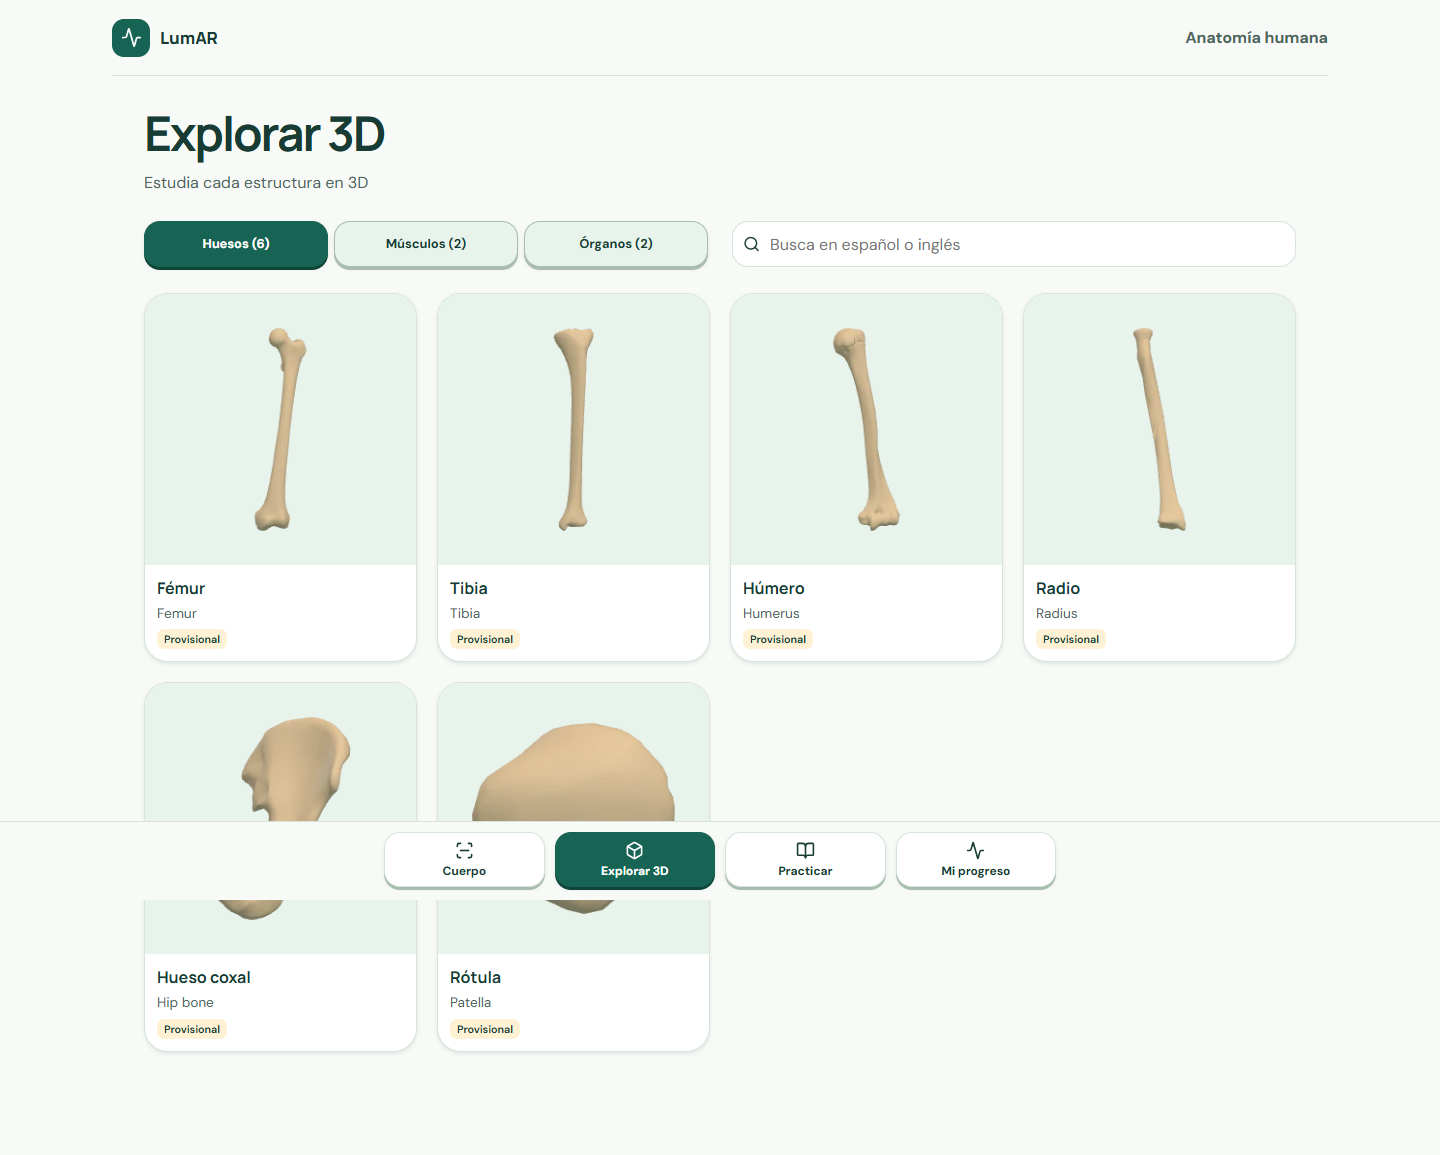 LumAR
Anatomía humana
Explorar 3D
Estudia cada estructura en 3D
Huesos (6)
Músculos (2)
Órganos (2)
Busca en español o inglés
Fémur
Femur
Provisional
Tibia
Tibia
Provisional
Húmero
Humerus
Provisional
Radio
Radius
Provisional
Cuerpo
Explorar 3D
Practicar
Mi progreso
Hueso coxal
Hip bone
Provisional
Rótula
Patella
Provisional